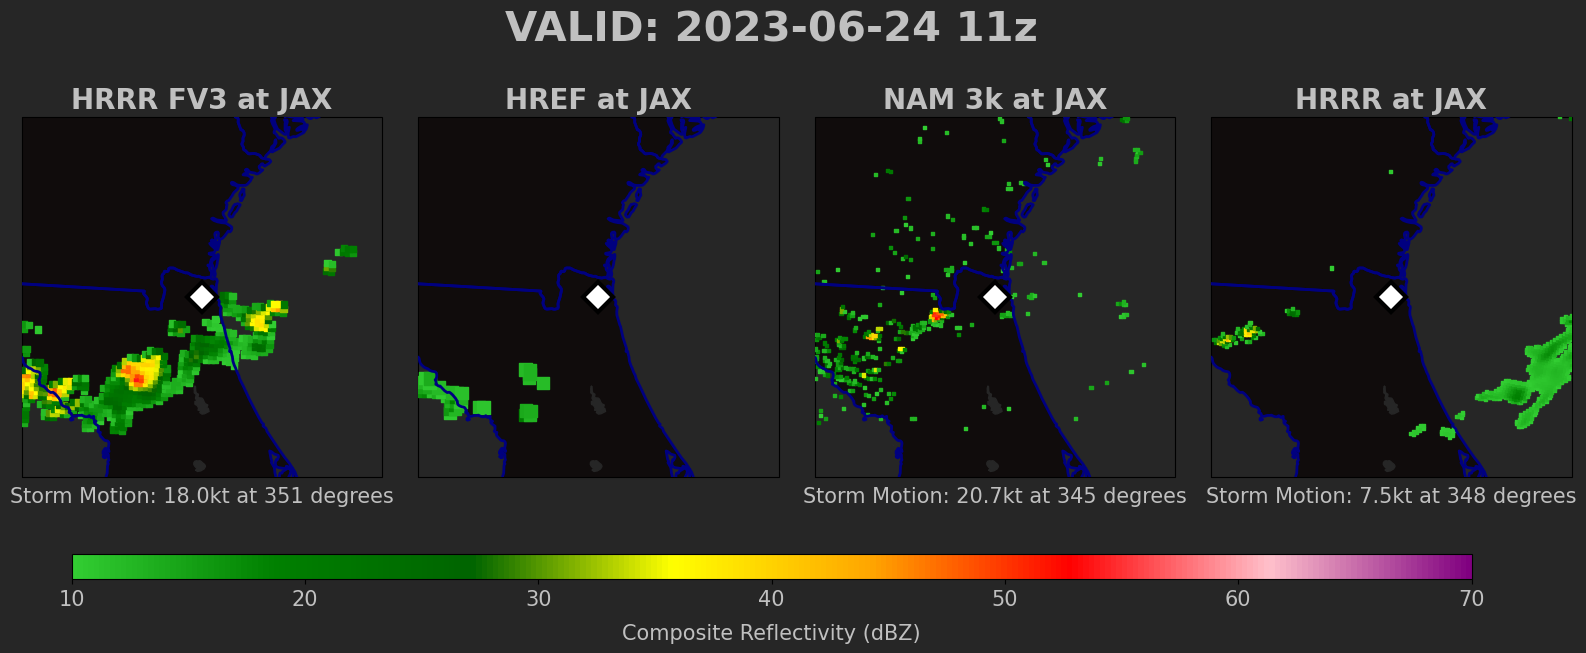 VALID: 2023-06-24 11z
HRRR FV3 at JAX
HREF at JAX
NAM 3k at JAX
HRRR at JAX
Storm Motion: 18.0kt at 351 degrees
Storm Motion: 20.7kt at 345 degrees
Storm Motion: 7.5kt at 348 degrees
10 20 30 40 50 60 70
Composite Reflectivity (dBZ)